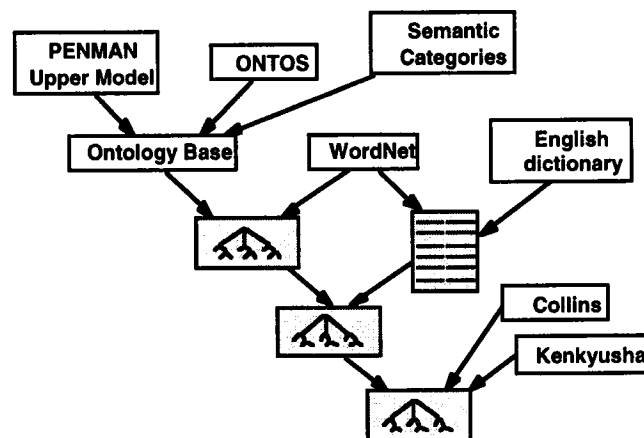 PENMAN
Upper Model
ONTOS
Semantic
Categories
Ontology Base
WordNet
English
dictionary
Collins
Kenkyusha